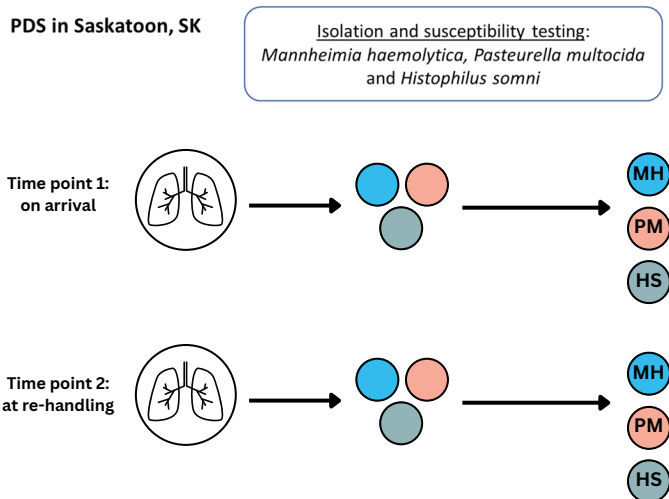 PDS in Saskatoon, SK
Isolation and susceptibility testing:
Mannheimia haemolytica, Pasteurella multocida
and Histophilus somni
Time point 1:
on arrival
MH
PM
HS
Time point 2:
at re-handling
MH
PM
HS